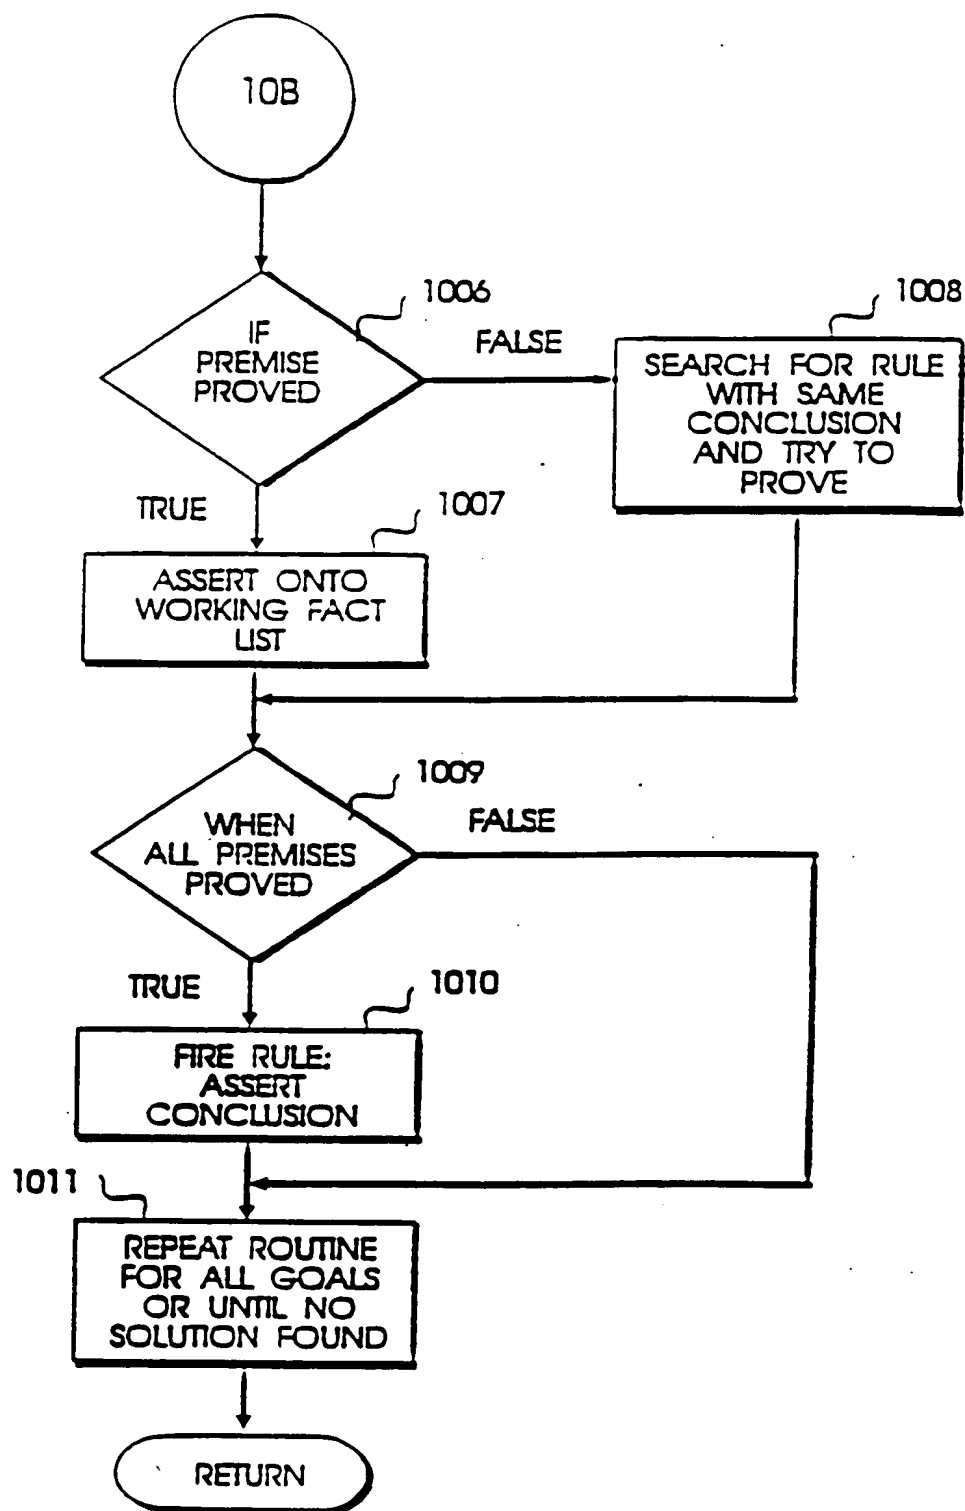 10B
1006
IF
PREMISE
PROVED
FALSE
1008
SEARCH FOR RULE
WITH SAME
CONCLUSION
AND TRY TO
PROVE
TRUE
1007
ASSERT ONTO
WORKING FACT
LIST
1009
WHEN
ALL PREMISES
PROVED
FALSE
TRUE
1010
FIRE RULE:
ASSERT
CONCLUSION
1011
REPEAT ROUTINE
FOR ALL GOALS
OR UNTIL NO
SOLUTION FOUND
RETURN